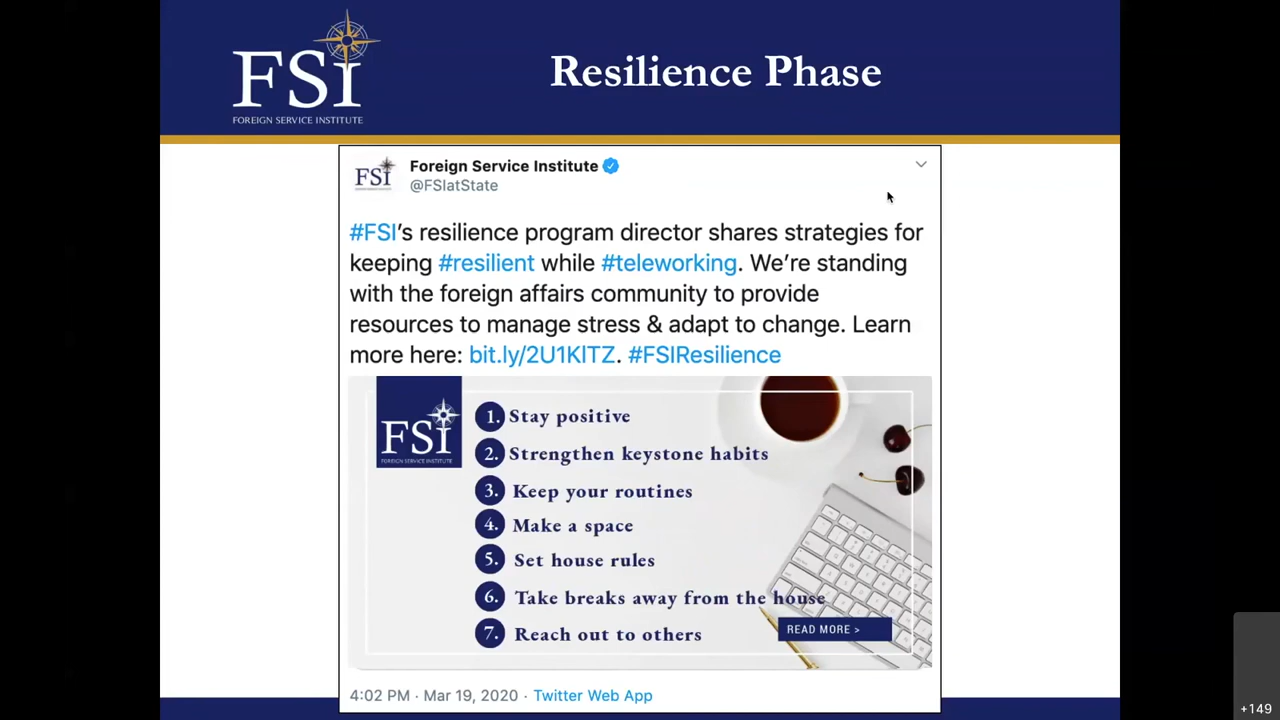 FSI
FOREIGN SERVICE INSTITUTE
Resilience Phase
FSI
Foreign Service Institute
@FSIatState
#FSI's resilience program director shares strategies for
keeping #resilient while #teleworking. We're standing
with the foreign affairs community to provide
resources to manage stress & adapt to change. Learn
more here: bit.ly/2U1KlTZ. #FSIResilience
FSI
FOREIGN SERVICE INSTITUTE
1. Stay positive
2. Strengthen keystone habits
3. Keep your routines
4. Make a space
5. Set house rules
6. Take breaks away from the house
7. Reach out to others
READ MORE >
4:02 PM · Mar 19, 2020 · Twitter Web App
+149